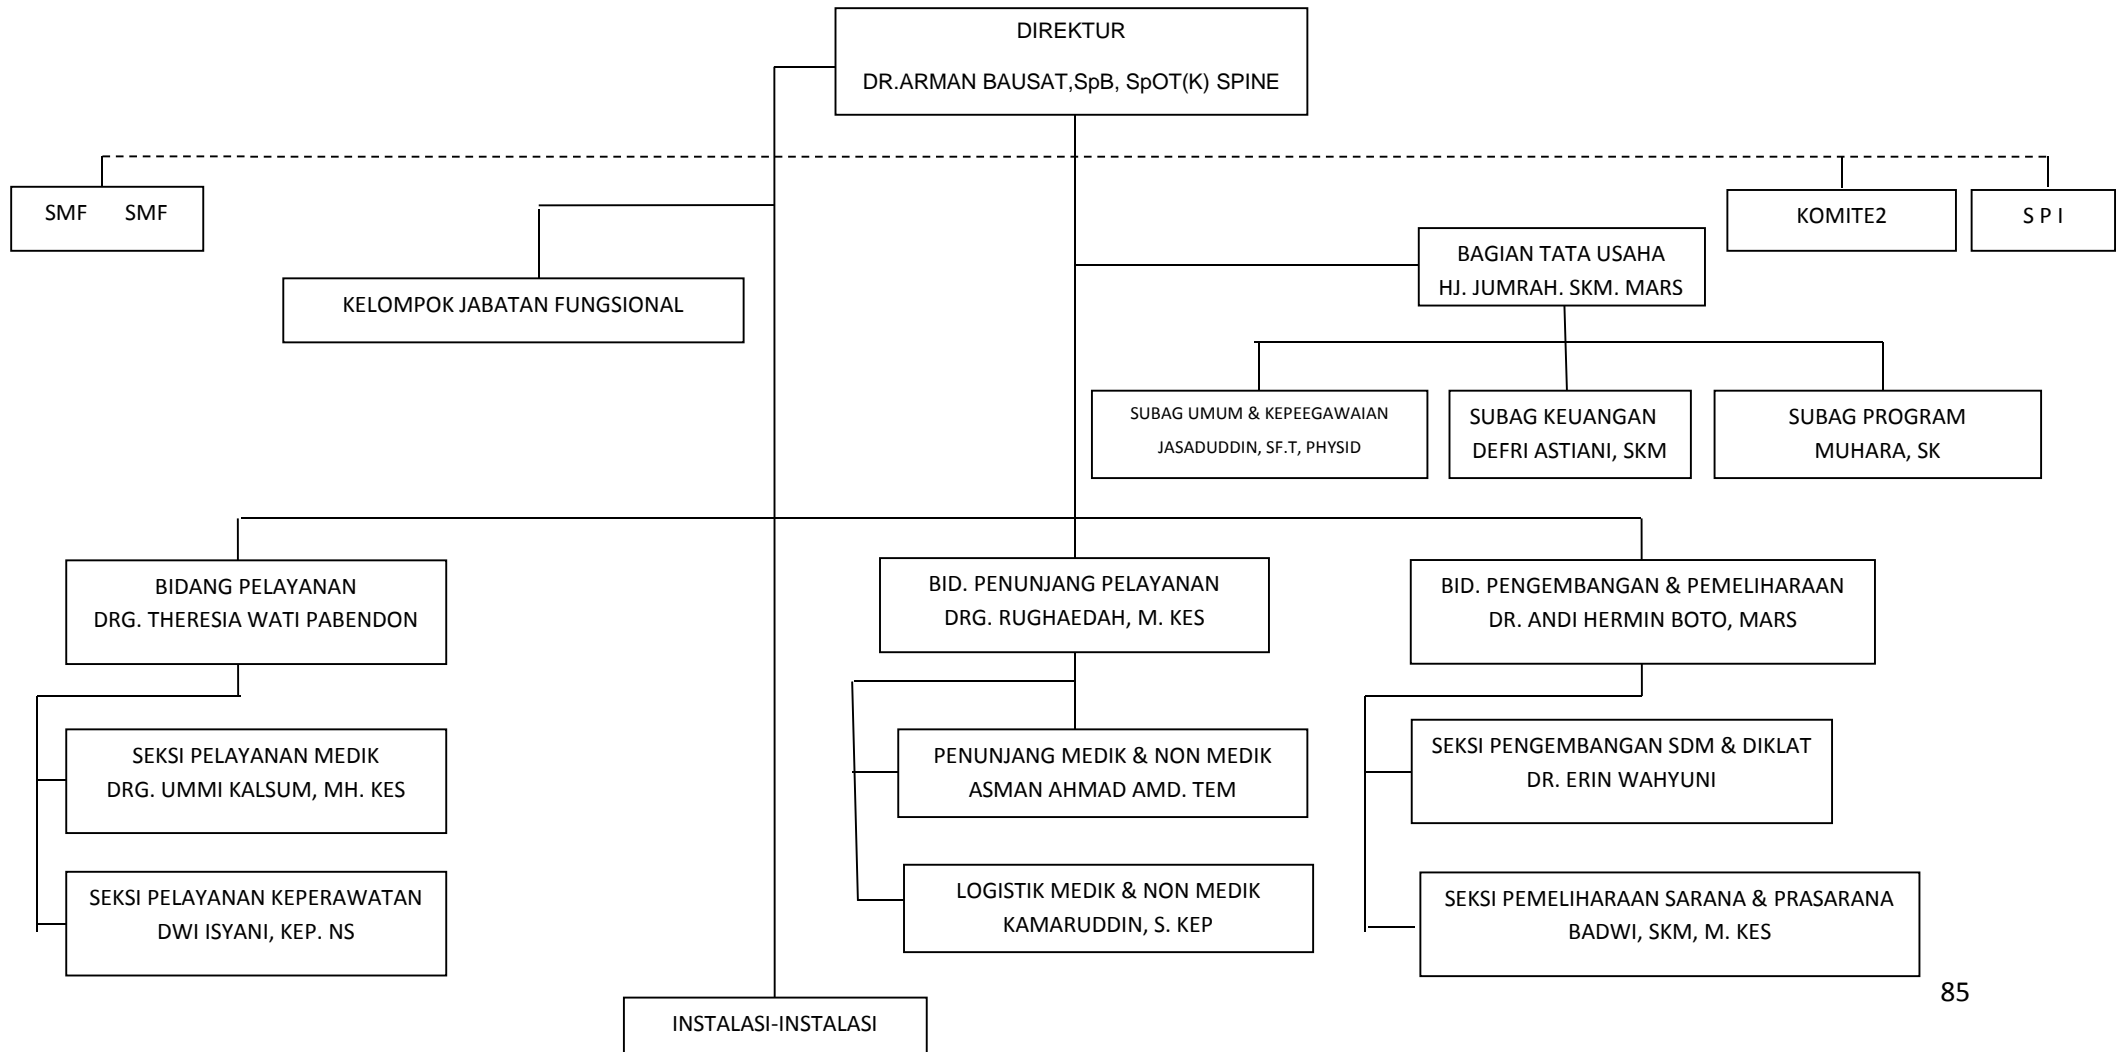 DIREKTUR
DR.ARMAN BAUSAT,SpB, SpOT(K) SPINE
SMF SMF
KOMITE2
S P I
BAGIAN TATA USAHA
HJ. JUMRAH. SKM. MARS
KELOMPOK JABATAN FUNGSIONAL
SUBAG UMUM & KEPEEGAWAIAN
JASADUDDIN, SF.T, PHYSID
SUBAG KEUANGAN
DEFRI ASTIANI, SKM
SUBAG PROGRAM
MUHARA, SK
BIDANG PELAYANAN
DRG. THERESIA WATI PABENDON
BID. PENUNJANG PELAYANAN
DRG. RUGHAEDAH, M. KES
BID. PENGEMBANGAN & PEMELIHARAAN
DR. ANDI HERMIN BOTO, MARS
SEKSI PELAYANAN MEDIK
DRG. UMMI KALSUM, MH. KES
PENUNJANG MEDIK & NON MEDIK
ASMAN AHMAD AMD. TEM
SEKSI PENGEMBANGAN SDM & DIKLAT
DR. ERIN WAHYUNI
SEKSI PELAYANAN KEPERAWATAN
DWI ISYANI, KEP. NS
LOGISTIK MEDIK & NON MEDIK
KAMARUDDIN, S. KEP
SEKSI PEMELIHARAAN SARANA & PRASARANA
BADWI, SKM, M. KES
85
INSTALASI-INSTALASI